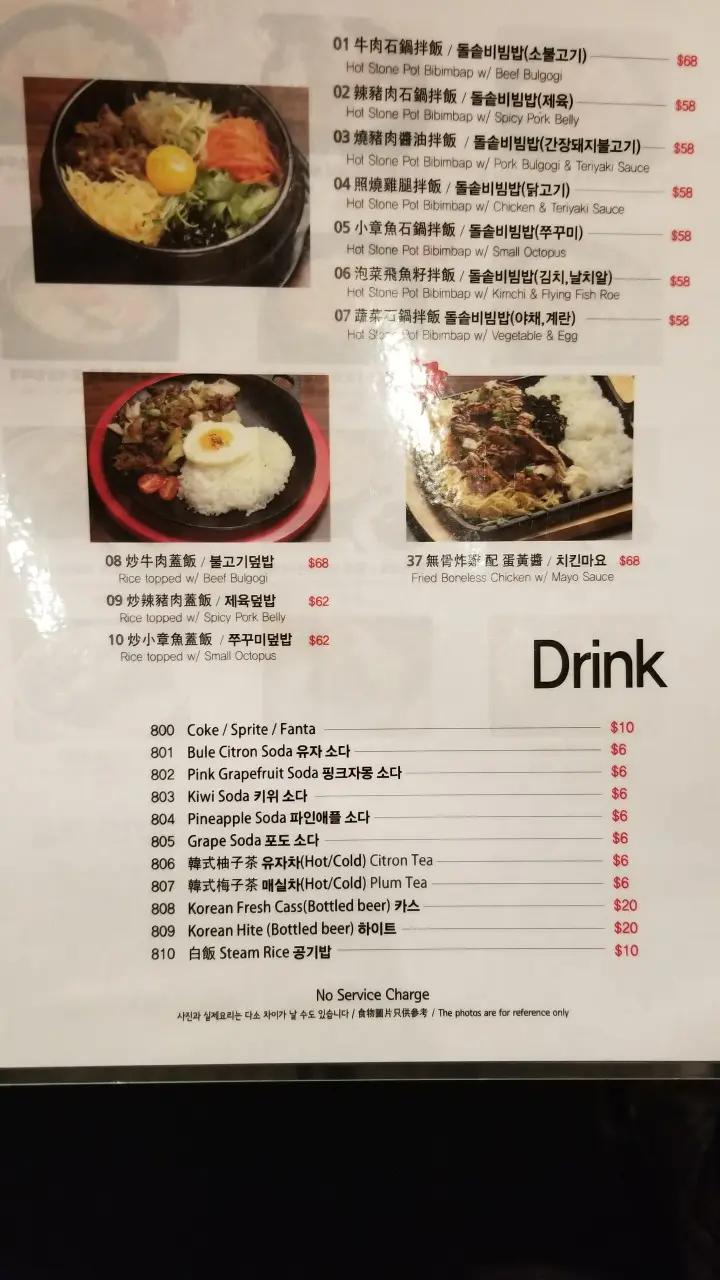 01 牛肉石鍋拌飯 / 돌솥비빔밥(소불고기) $68
Hot Stone Pot Bibimbap w/ Beef Bulgogi
02 辣豬肉石鍋拌飯 / 돌솥비빔밥(제육) $58
Hot Stone Pot Bibimbap w/ Spicy Pork Belly
03 燒豬肉醬油拌飯 / 돌솥비빔밥(간장돼지불고기) $58
Hot Stone Pot Bibimbap w/ Pork Bulgogi & Teriyaki Sauce
04 照燒雞腿拌飯 / 돌솥비빔밥(닭고기) $58
Hot Stone Pot Bibimbap w/ Chicken & Teriyaki Sauce
05 小章魚石鍋拌飯 / 돌솥비빔밥(쭈꾸미) $58
Hot Stone Pot Bibimbap w/ Small Octopus
06 泡菜飛魚籽拌飯 / 돌솥비빔밥(김치,날치알) $58
Hot Stone Pot Bibimbap w/ Kimchi & Flying Fish Roe
07 蔬菜石鍋拌飯 돌솥비빔밥(야채,계란) $58
Hot Stone Pot Bibimbap w/ Vegetable & Egg
08 炒牛肉蓋飯 / 불고기덮밥 $68
Rice topped w/ Beef Bulgogi
09 炒辣豬肉蓋飯 / 제육덮밥 $62
Rice topped w/ Spicy Pork Belly
10 炒小章魚蓋飯 / 쭈꾸미덮밥 $62
Rice topped w/ Small Octopus
37 無骨炸雞 配 蛋黃醬 / 치킨마요 $68
Fried Boneless Chicken w/ Mayo Sauce
Drink
800 Coke / Sprite / Fanta $10
801 Bule Citron Soda 유자 소다 $6
802 Pink Grapefruit Soda 핑크자몽 소다 $6
803 Kiwi Soda 키위 소다 $6
804 Pineapple Soda 파인애플 소다 $6
805 Grape Soda 포도 소다 $6
806 韓式柚子茶 유자차(Hot/Cold) Citron Tea $6
807 韓式梅子茶 매실차(Hot/Cold) Plum Tea $6
808 Korean Fresh Cass(Bottled beer) 카스 $20
809 Korean Hite (Bottled beer) 하이트 $20
810 白飯 Steam Rice 공기밥 $10
No Service Charge
사진과 실제요리는 다소 차이가 날 수도 있습니다 / 食物圖片只供參考 / The photos are for reference only